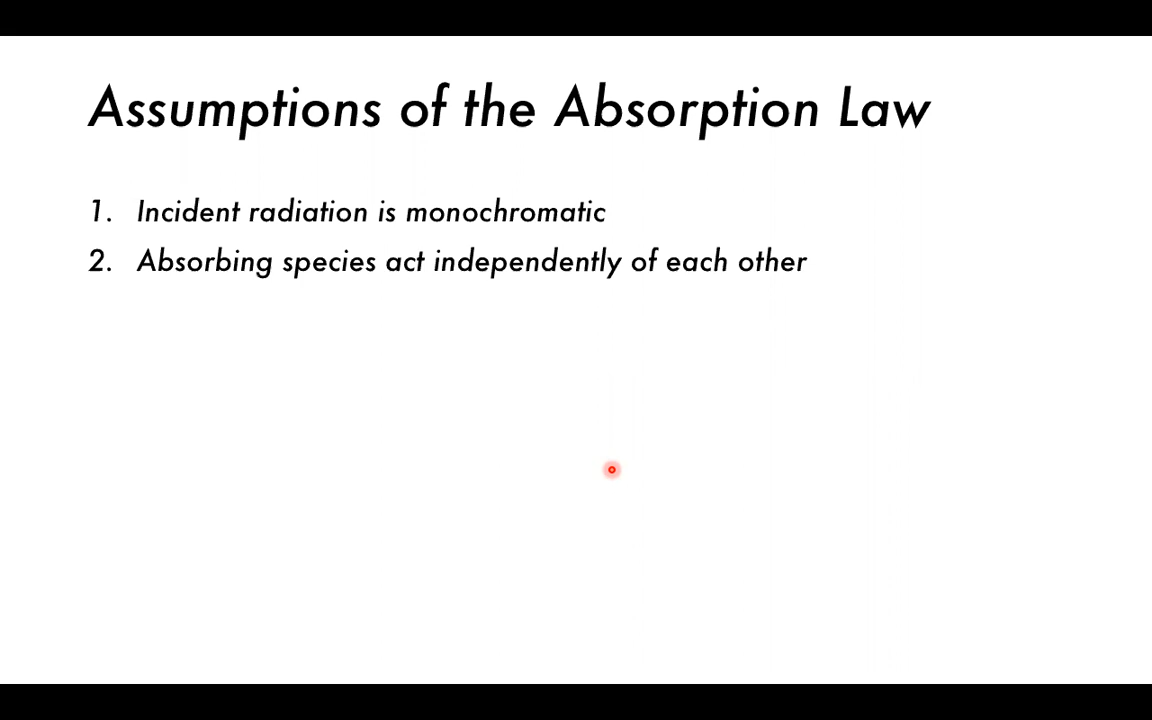 Assumptions of the Absorption Law
1. Incident radiation is monochromatic
2. Absorbing species act independently of each other